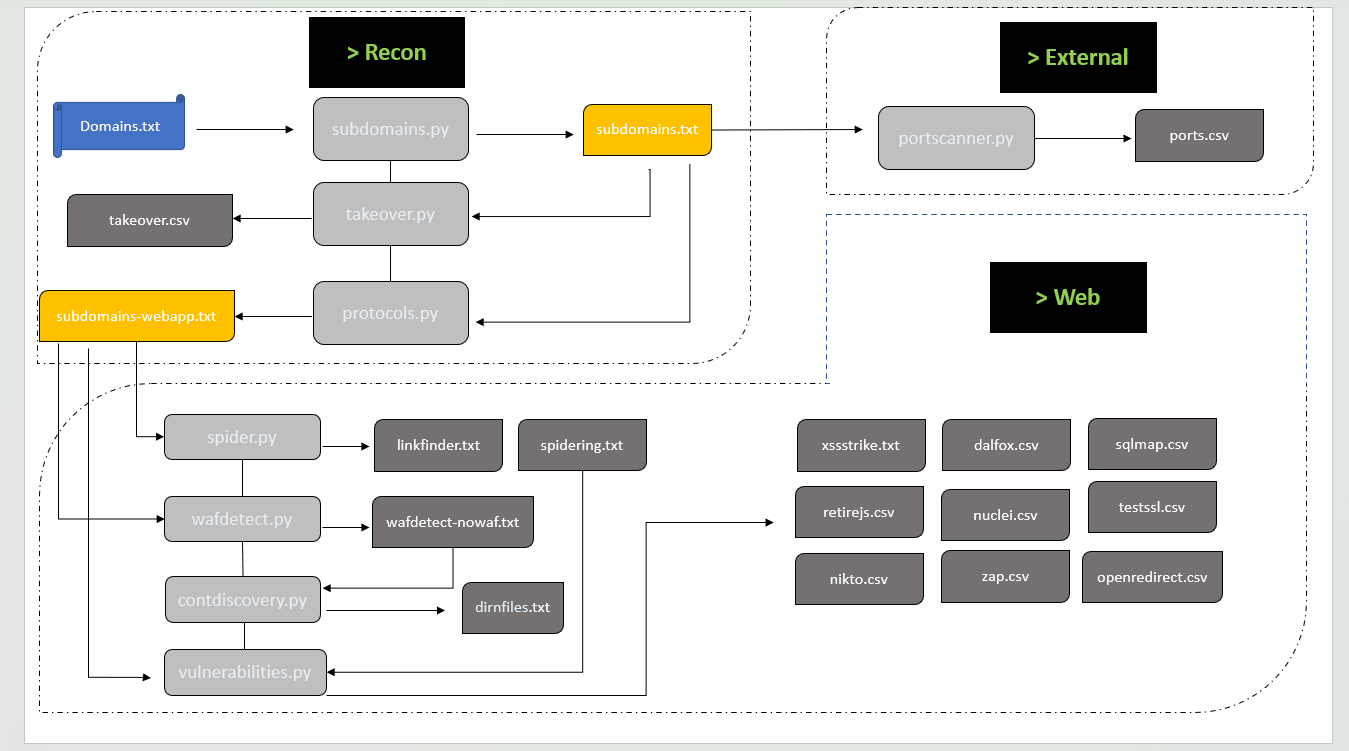 > Recon
> External
Domains.txt
subdomains.py
subdomains.txt
portscanner.py
ports.csv
takeover.csv
takeover.py
> Web
subdomains-webapp.txt
protocols.py
spider.py
linkfinder.txt
spidering.txt
xssstrike.txt
dalfox.csv
sqlmap.csv
wafdetect.py
wafdetect-nowaf.txt
retirejs.csv
nuclei.csv
testssl.csv
contdiscovery.py
dirnfiles.txt
nikto.csv
zap.csv
openredirect.csv
vulnerabilities.py